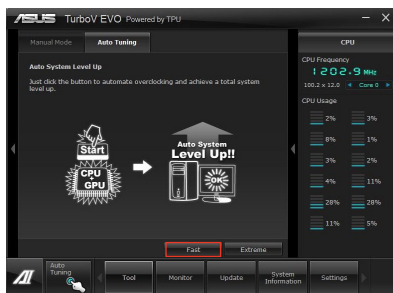 ASUS TurboV EVO Powered by TPU
Manual Mode
Auto Tuning
Auto System Level Up
Just click the button to automate overclocking and achieve a total system
level up.
Start
CPU
+
GPU
Auto System
Level Up!!
OK
Fast
Extreme
CPU
CPU Frequency
1202.9 MHz
100.2 x 12.0
Core 0
CPU Usage
2% 3%
8% 1%
3% 2%
4% 11%
28% 28%
11% 5%
Auto
Tuning
Tool
Monitor
Update
System
Information
Settings